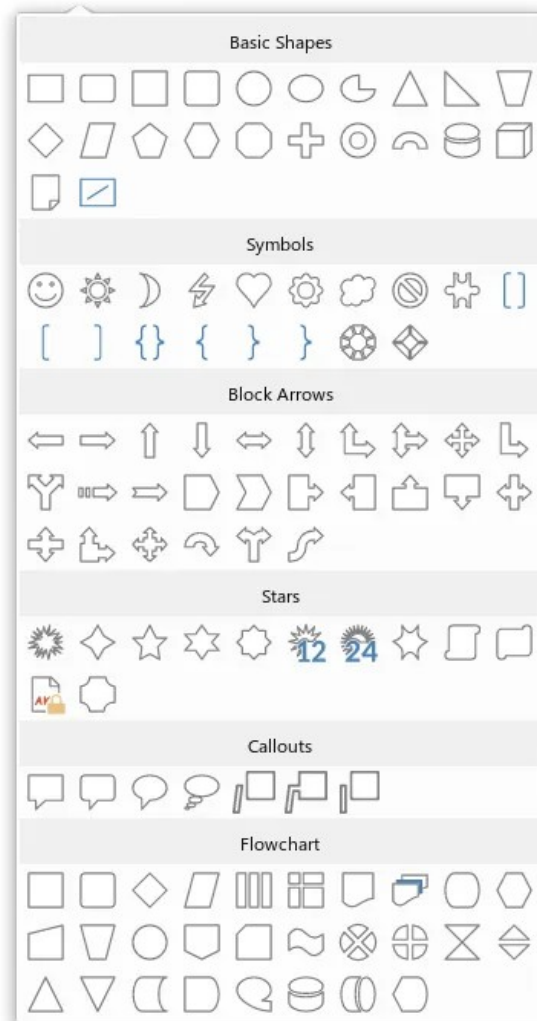 Basic Shapes
Symbols
Block Arrows
Stars
12 24
Callouts
Flowchart